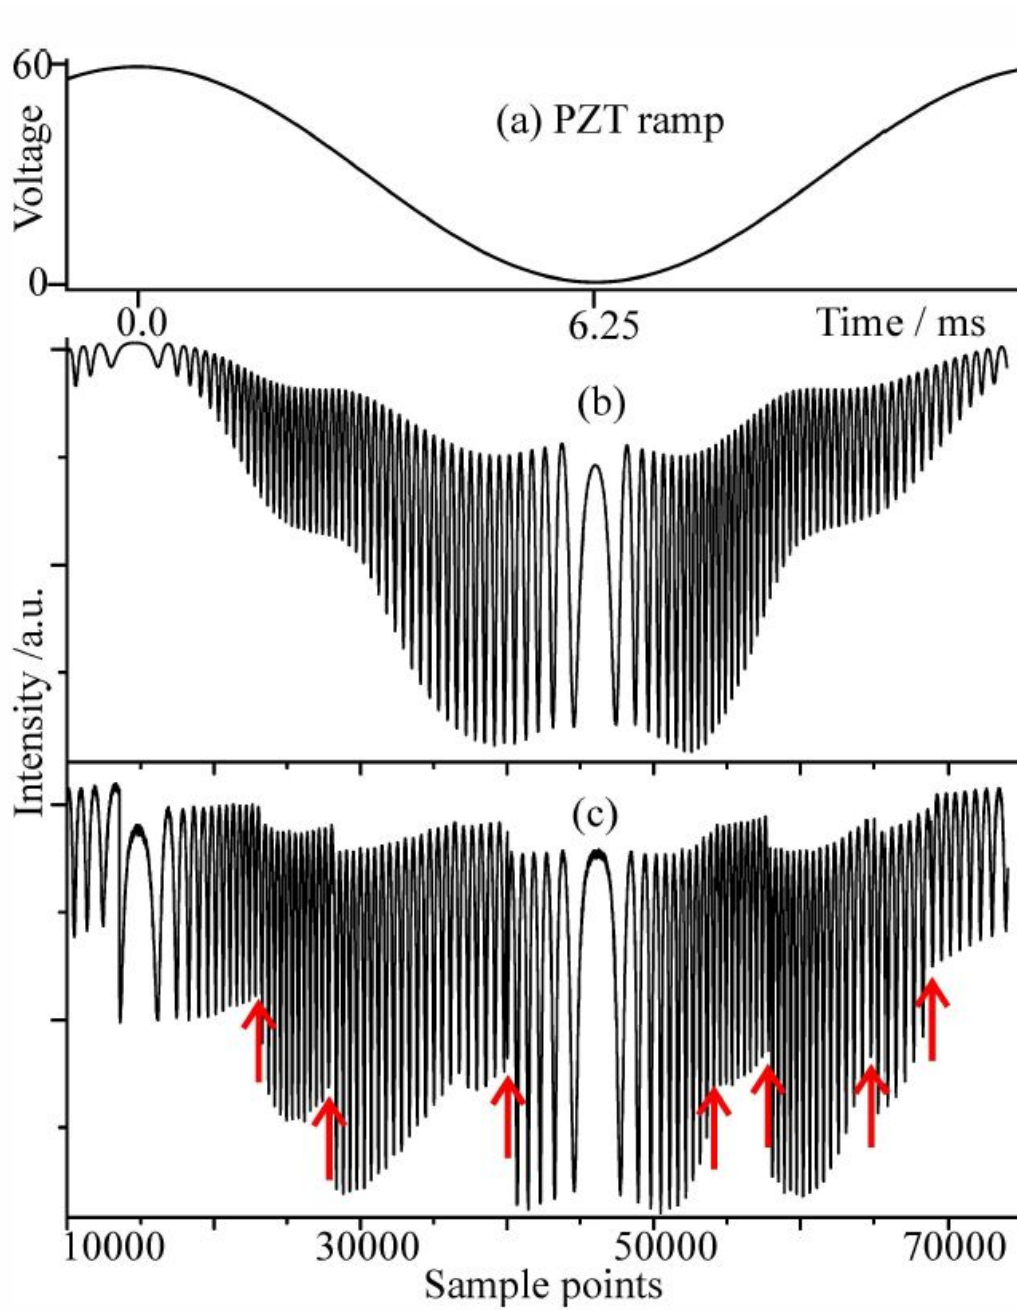 60
Voltage
(a) PZT ramp
0
0.0
6.25
Time / ms
(b)
Intensity /a.u.
(c)
10000
30000
50000
70000
Sample points